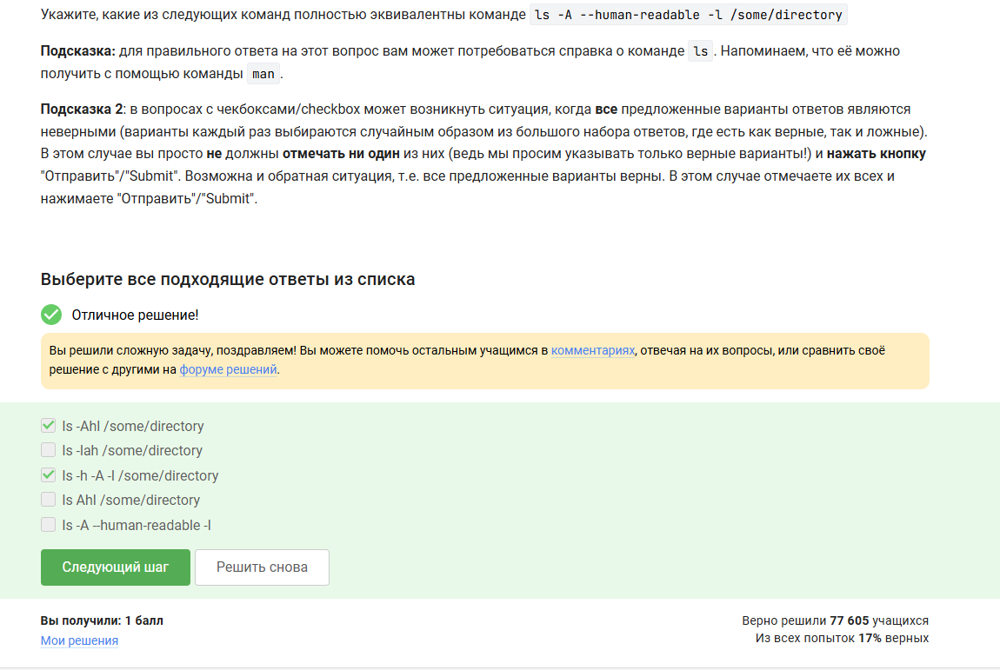 Укажите, какие из следующих команд полностью эквивалентны команде ls -A --human-readable -l /some/directory
Подсказка: для правильного ответа на этот вопрос вам может потребоваться справка о команде ls. Напоминаем, что её можно
получить с помощью команды man.
Подсказка 2: в вопросах с чекбоксами/checkbox может возникнуть ситуация, когда все предложенные варианты ответов являются
неверными (варианты каждый раз выбираются случайным образом из большого набора ответов, где есть как верные, так и ложные).
В этом случае вы просто не должны отмечать ни один из них (ведь мы просим указывать только верные варианты!) и нажать кнопку
"Отправить"/"Submit". Возможна и обратная ситуация, т.е. все предложенные варианты верны. В этом случае отмечаете их всех и
нажимаете "Отправить"/"Submit".
Выберите все подходящие ответы из списка
Отличное решение!
Вы решили сложную задачу, поздравляем! Вы можете помочь остальным учащимся в комментариях, отвечая на их вопросы, или сравнить своё
решение с другими на форуме решений.
ls -Ahl /some/directory
ls -lah /some/directory
ls -h -A -l /some/directory
ls Ahl /some/directory
ls -A --human-readable -l
Следующий шаг Решить снова
Вы получили: 1 балл Верно решили 77 605 учащихся
Мои решения Из всех попыток 17% верных